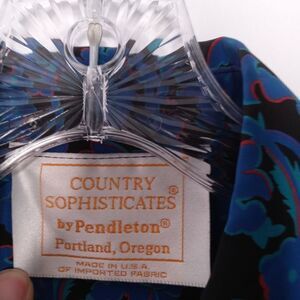 COUNTRY
SOPHISTICATES®
by Pendleton®
Portland, Oregon
MADE IN U.S.A.
OF IMPORTED FABRIC